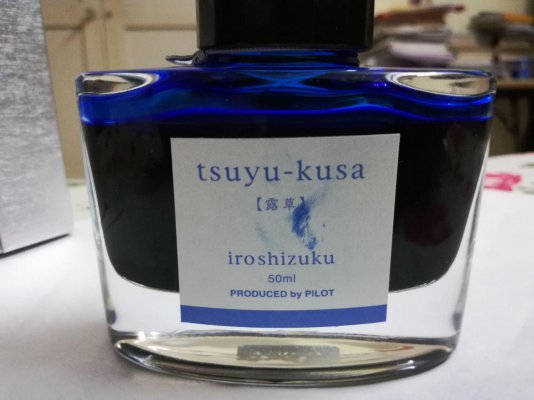 tsuyu-kusa
【露草】
iroshizuku
50ml
PRODUCED by PILOT